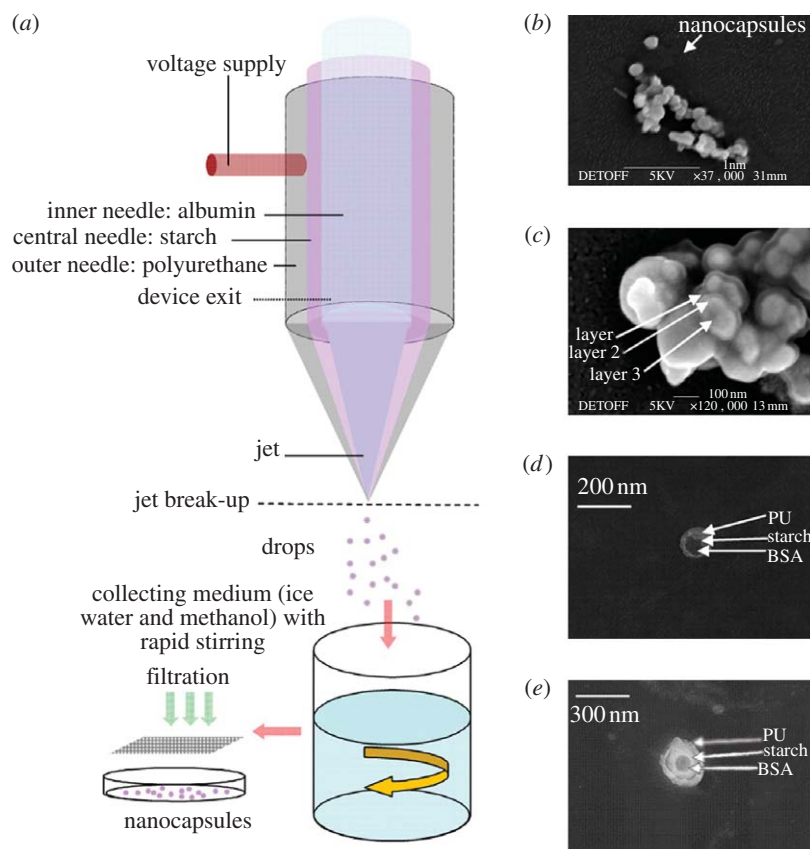 (a)
voltage supply
inner needle: albumin
central needle: starch
outer needle: polyurethane
device exit
jet
jet break-up
drops
collecting medium (ice
water and methanol) with
rapid stirring
filtration
nanocapsules
(b)
nanocapsules
1nm
DETOFF 5KV ×37 , 000 31mm
(c)
layer
layer 2
layer 3
100 nm
DETOFF 5KV ×120 , 000 13mm
(d)
200 nm
PU
starch
BSA
(e)
300 nm
PU
starch
BSA